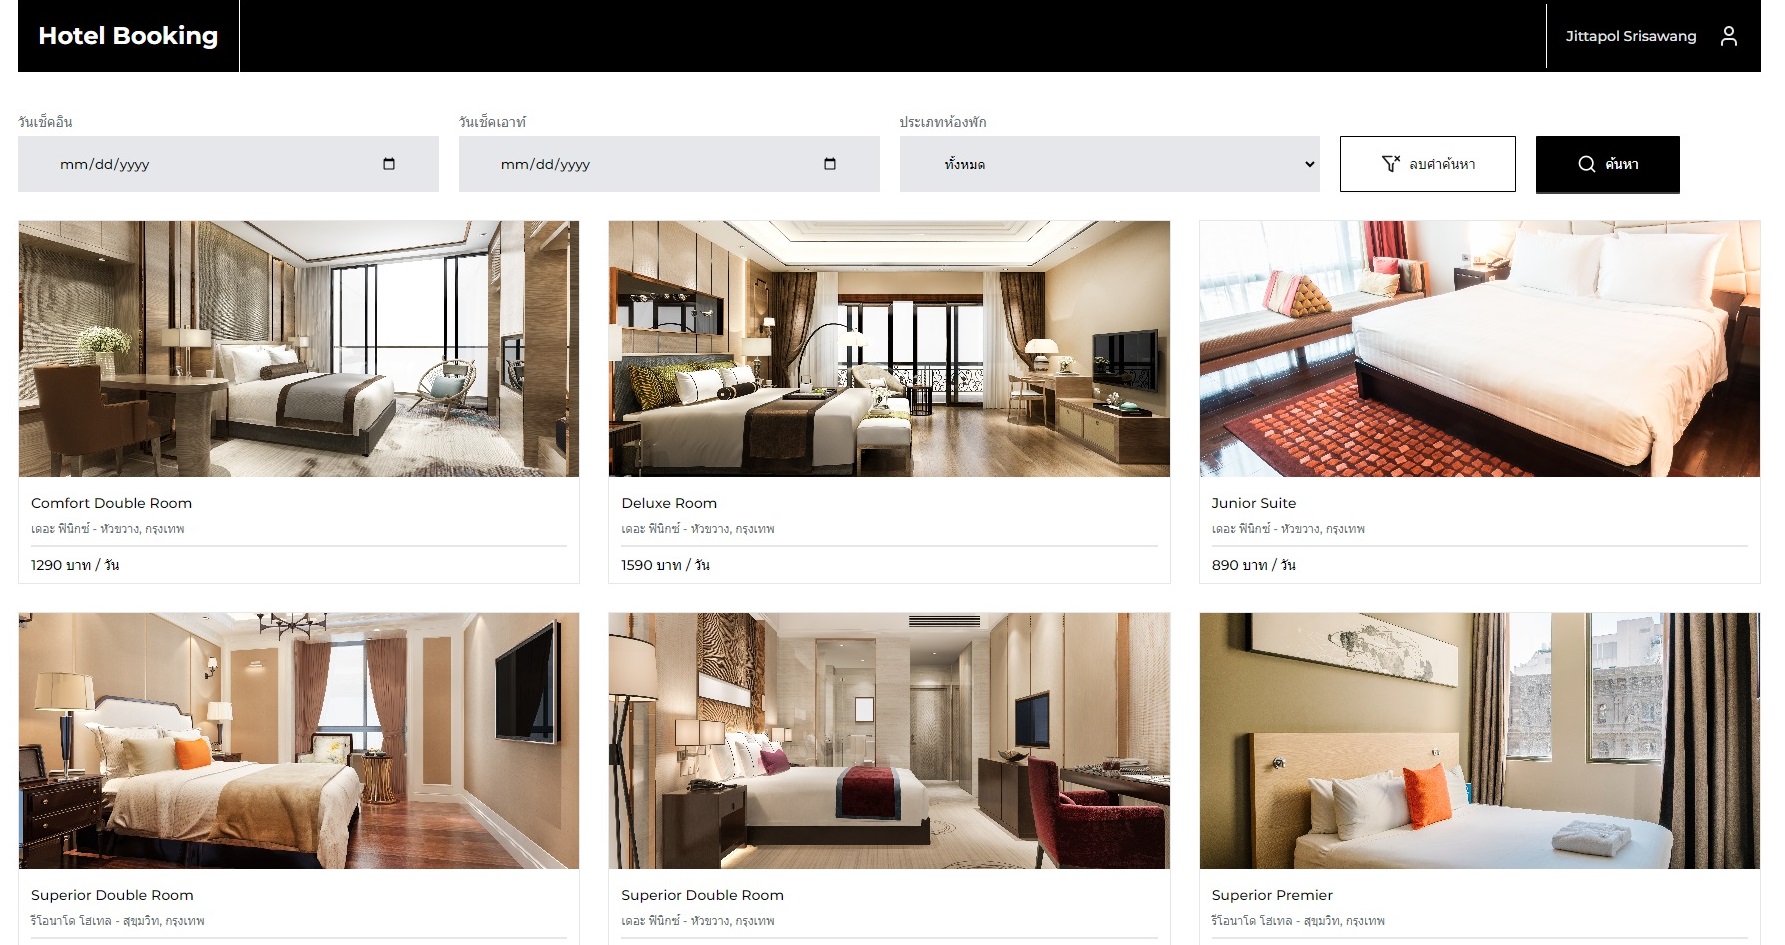 Hotel Booking
Jittapol Srisawang
วันเช็คอิน
วันเช็คเอาท์
ประเภทห้องพัก
mm/dd/yyyy
mm/dd/yyyy
ทั้งหมด
ลบคำค้นหา
ค้นหา
Comfort Double Room
เดอะ ฟีนิกซ์ - หัวขวาง, กรุงเทพ
1290 บาท / วัน
Deluxe Room
เดอะ ฟีนิกซ์ - หัวขวาง, กรุงเทพ
1590 บาท / วัน
Junior Suite
เดอะ ฟีนิกซ์ - หัวขวาง, กรุงเทพ
890 บาท / วัน
Superior Double Room
รีโอนาโด โฮเทล - สุขุมวิท, กรุงเทพ
Superior Double Room
เดอะ ฟีนิกซ์ - หัวขวาง, กรุงเทพ
Superior Premier
รีโอนาโด โฮเทล - สุขุมวิท, กรุงเทพ